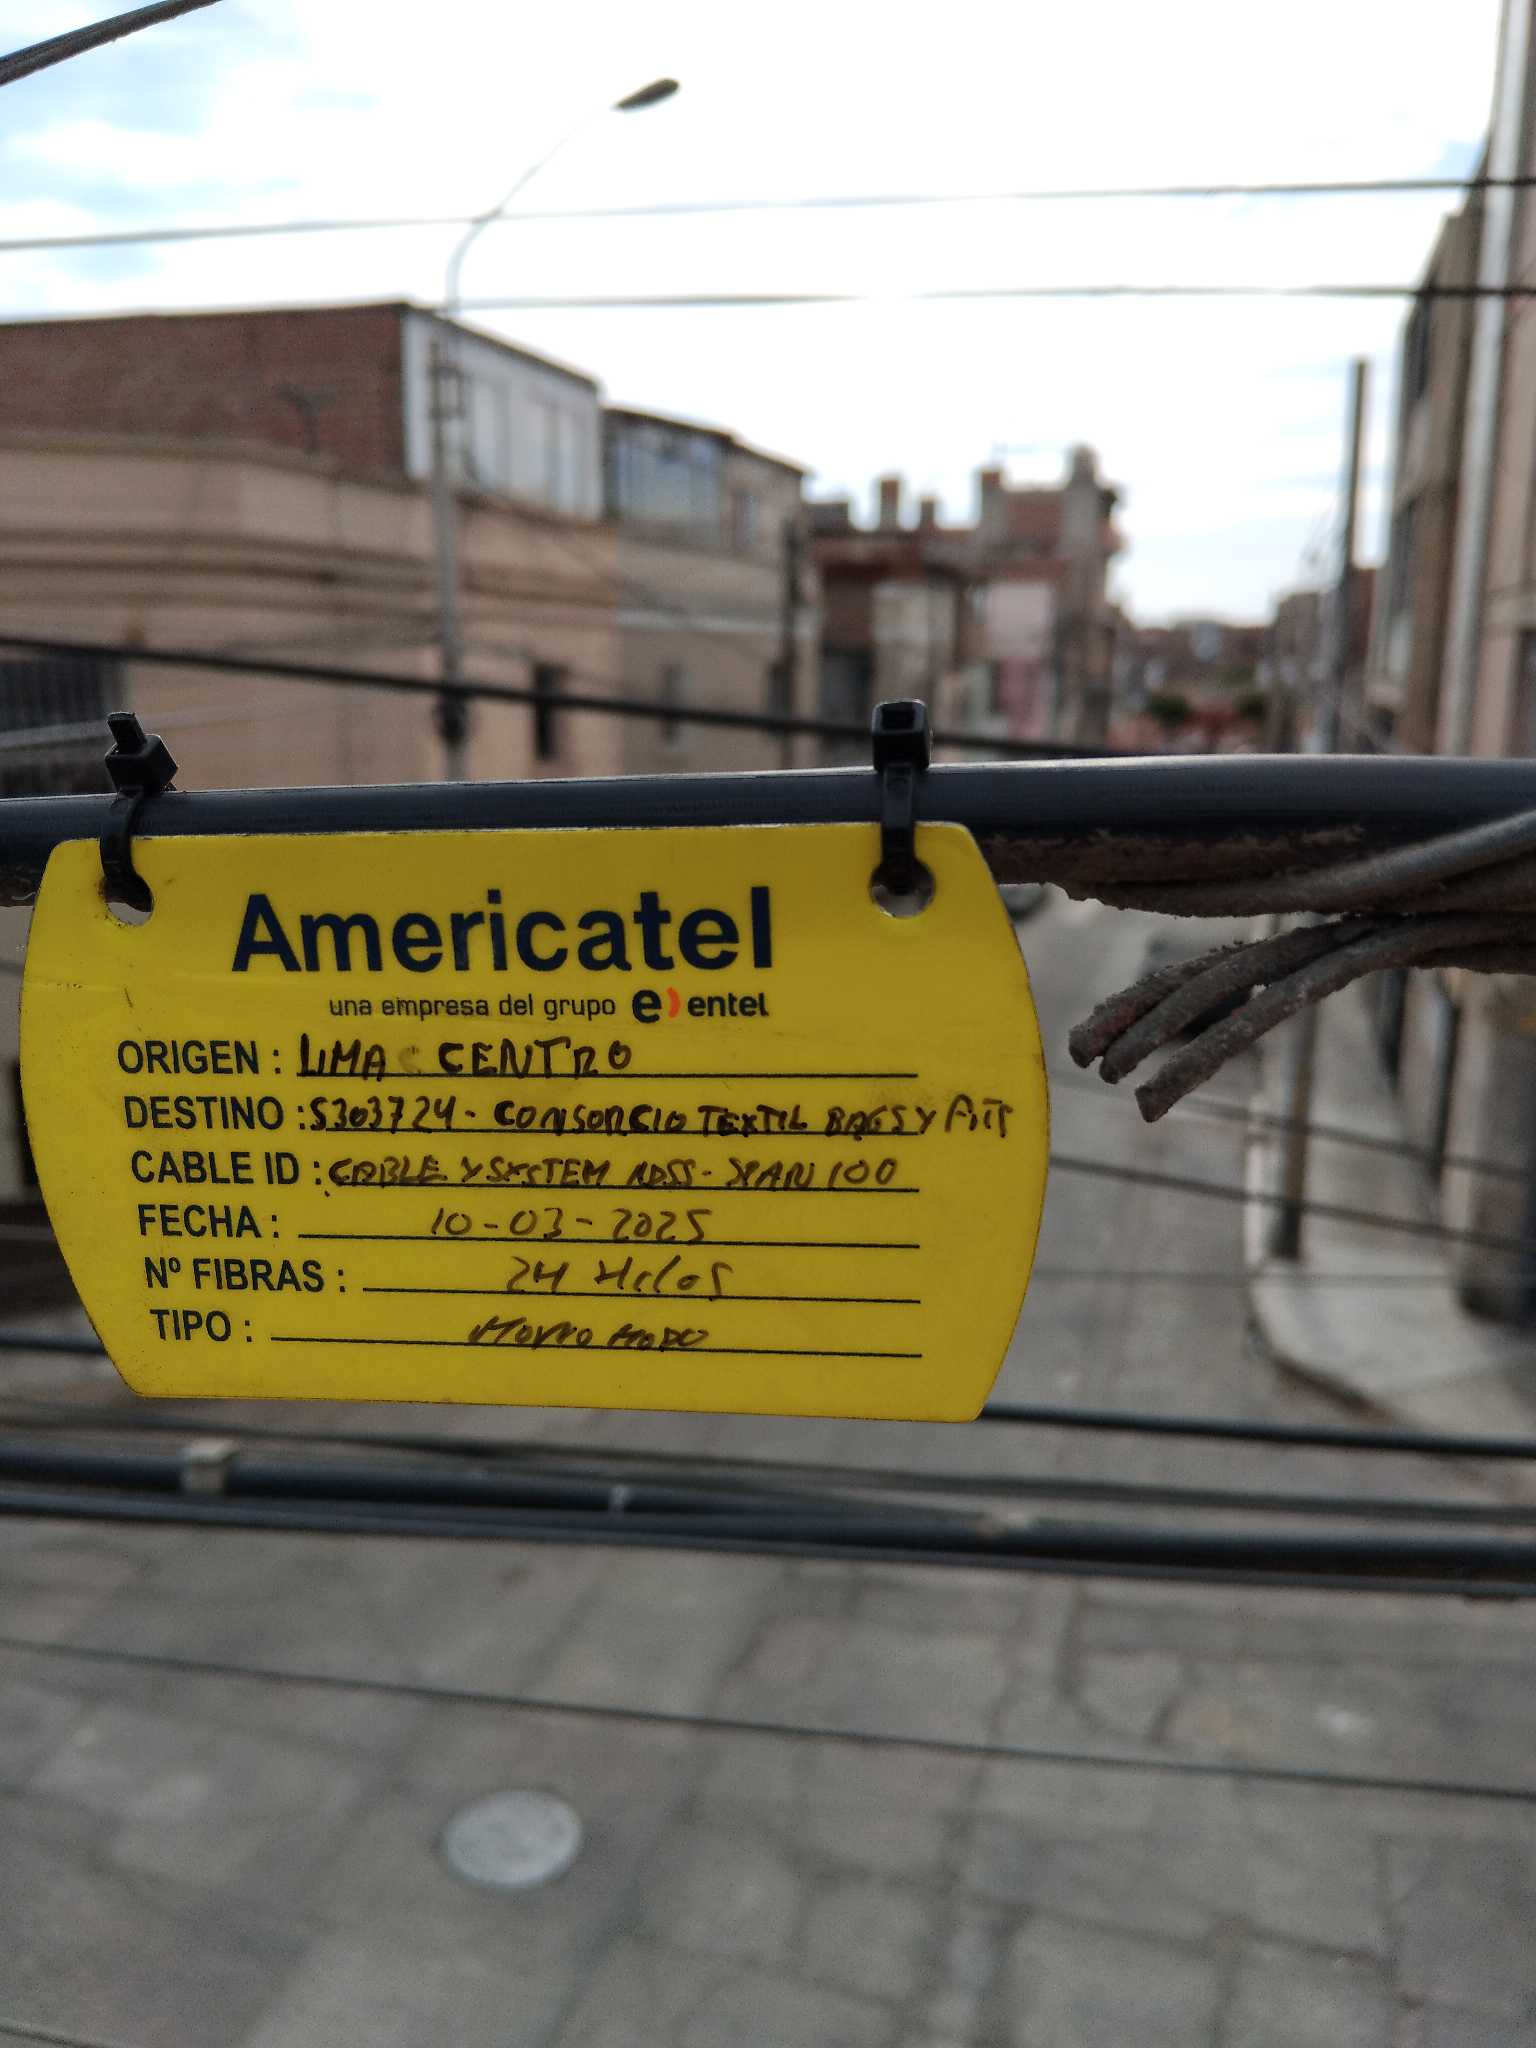 Americatel
una empresa del grupo e) entel
ORIGEN : LIMA CENTRO
DESTINO : S303724 - CONSORCIO TEXTIL BAGS Y
CABLE ID : CABLE Y SYSTEM ADSS - SPAN 100
FECHA : 10-03-2025
Nº FIBRAS : 24 Hilos
TIPO : MONO MODO